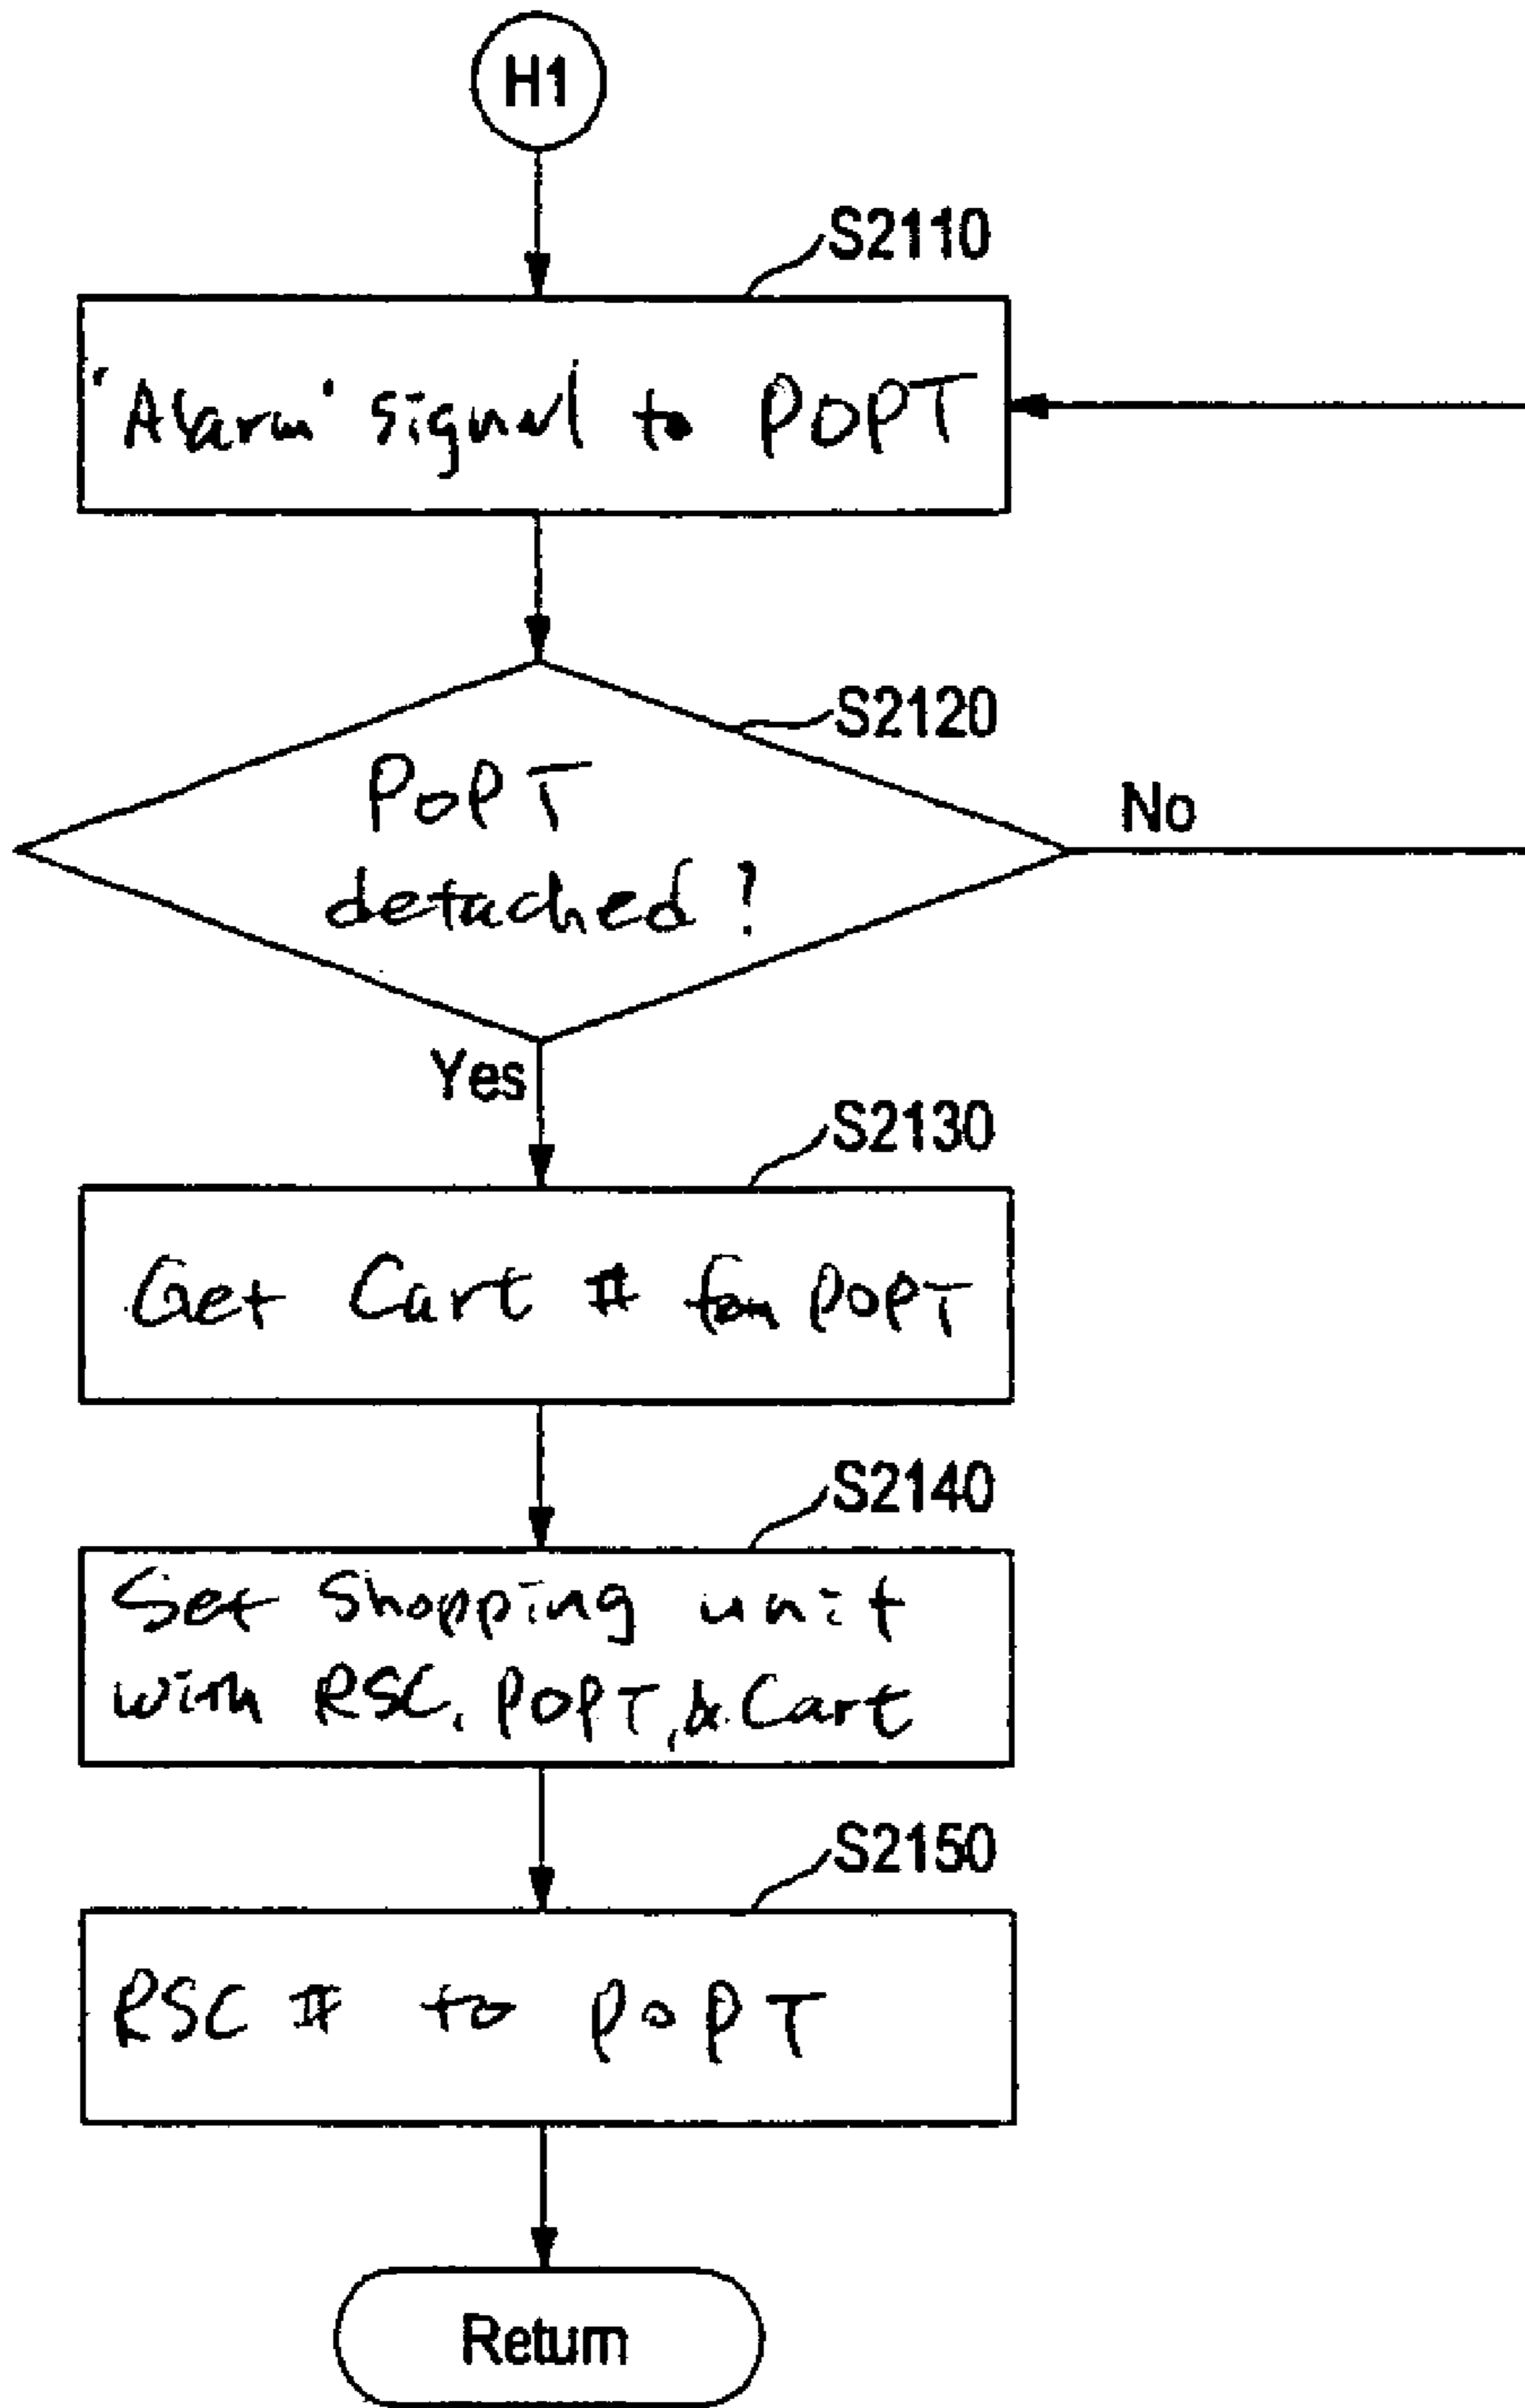 H1
S2110
'Alarm' signal to POPT
S2120
POPT
detached?
No
Yes
S2130
Get Cart # from POPT
S2140
Set shopping unit
with RSC, POPT, & Cart
S2150
RSC # to POPT
Return